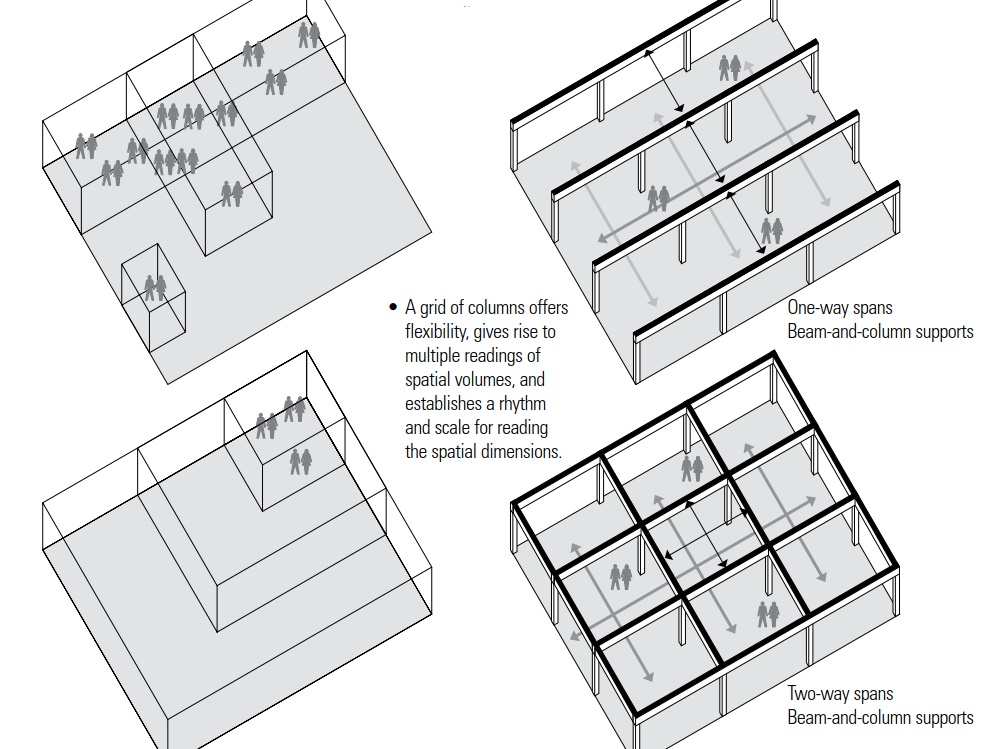 • A grid of columns offers
flexibility, gives rise to
multiple readings of
spatial volumes, and
establishes a rhythm
and scale for reading
the spatial dimensions.
One-way spans
Beam-and-column supports
Two-way spans
Beam-and-column supports